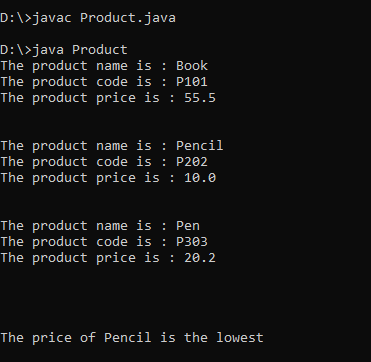 D:\>javac Product.java
D:\>java Product
The product name is : Book
The product code is : P101
The product price is : 55.5
The product name is : Pencil
The product code is : P202
The product price is : 10.0
The product name is : Pen
The product code is : P303
The product price is : 20.2
The price of Pencil is the lowest